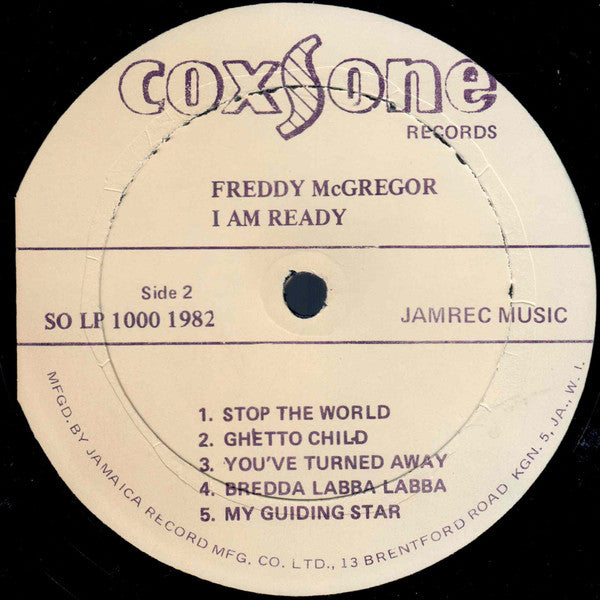 coxsone
RECORDS
FREDDY McGREGOR
I AM READY
Side 2
SO LP 1000 1982
JAMREC MUSIC
1. STOP THE WORLD
2. GHETTO CHILD
3. YOU'VE TURNED AWAY
4. BREDDA LABBA LABBA
5. MY GUIDING STAR
MFGD. BY JAMAICA RECORD MFG. CO. LTD., 13 BRENTFORD ROAD KGN. 5, JA., W. I.